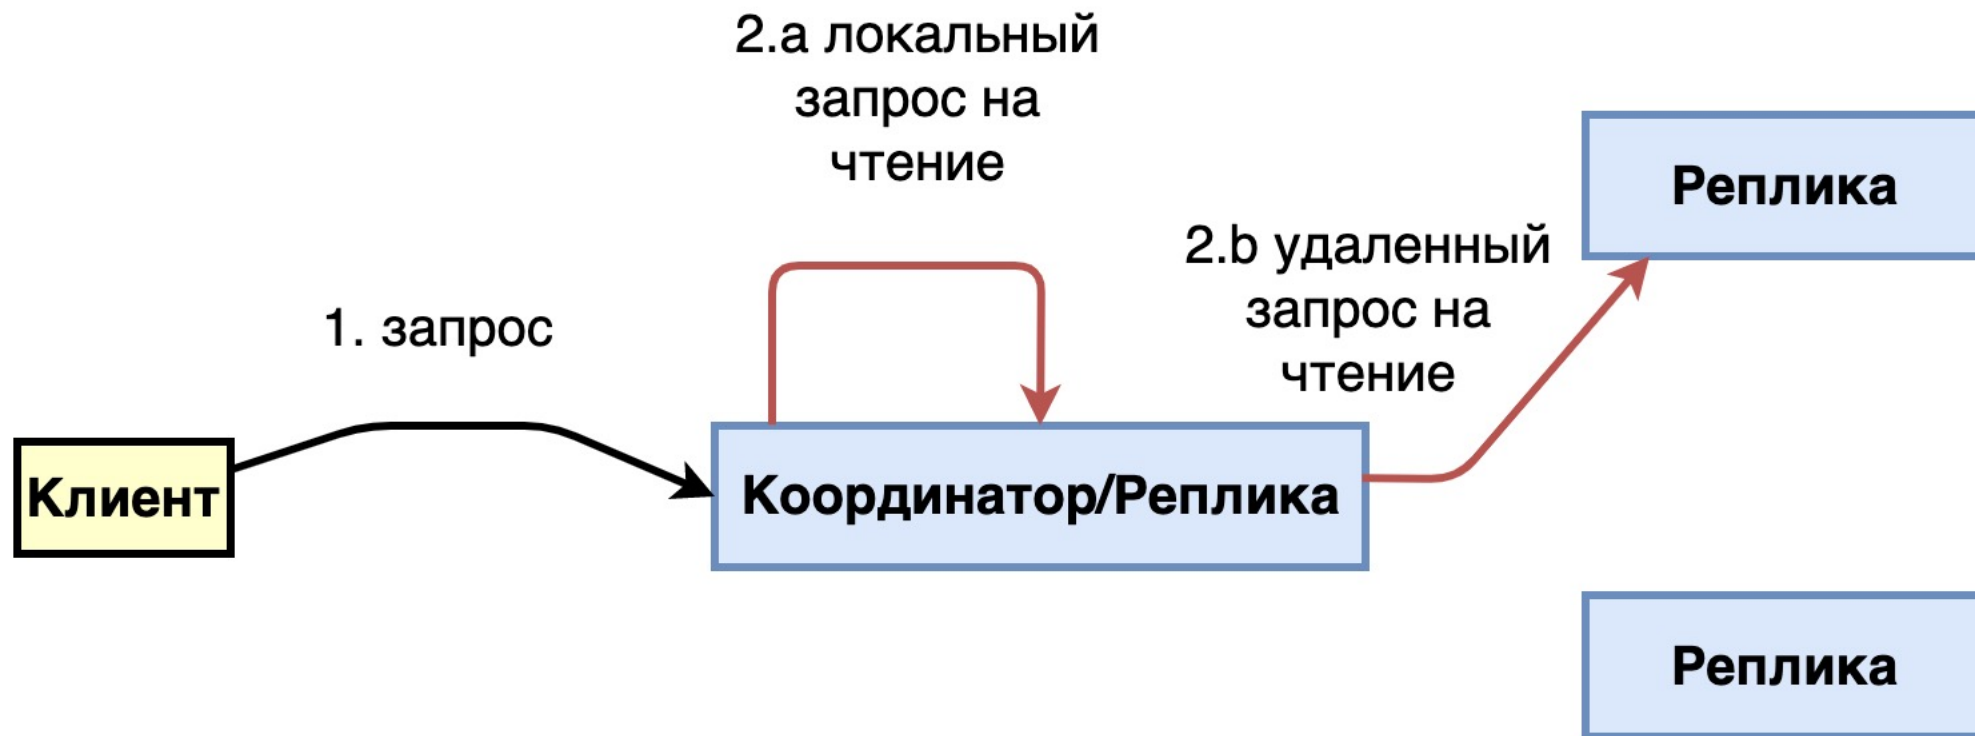 2.a локальный
запрос на
чтение
Реплика
2.b удаленный
запрос на
чтение
1. запрос
Клиент
Координатор/Реплика
Реплика